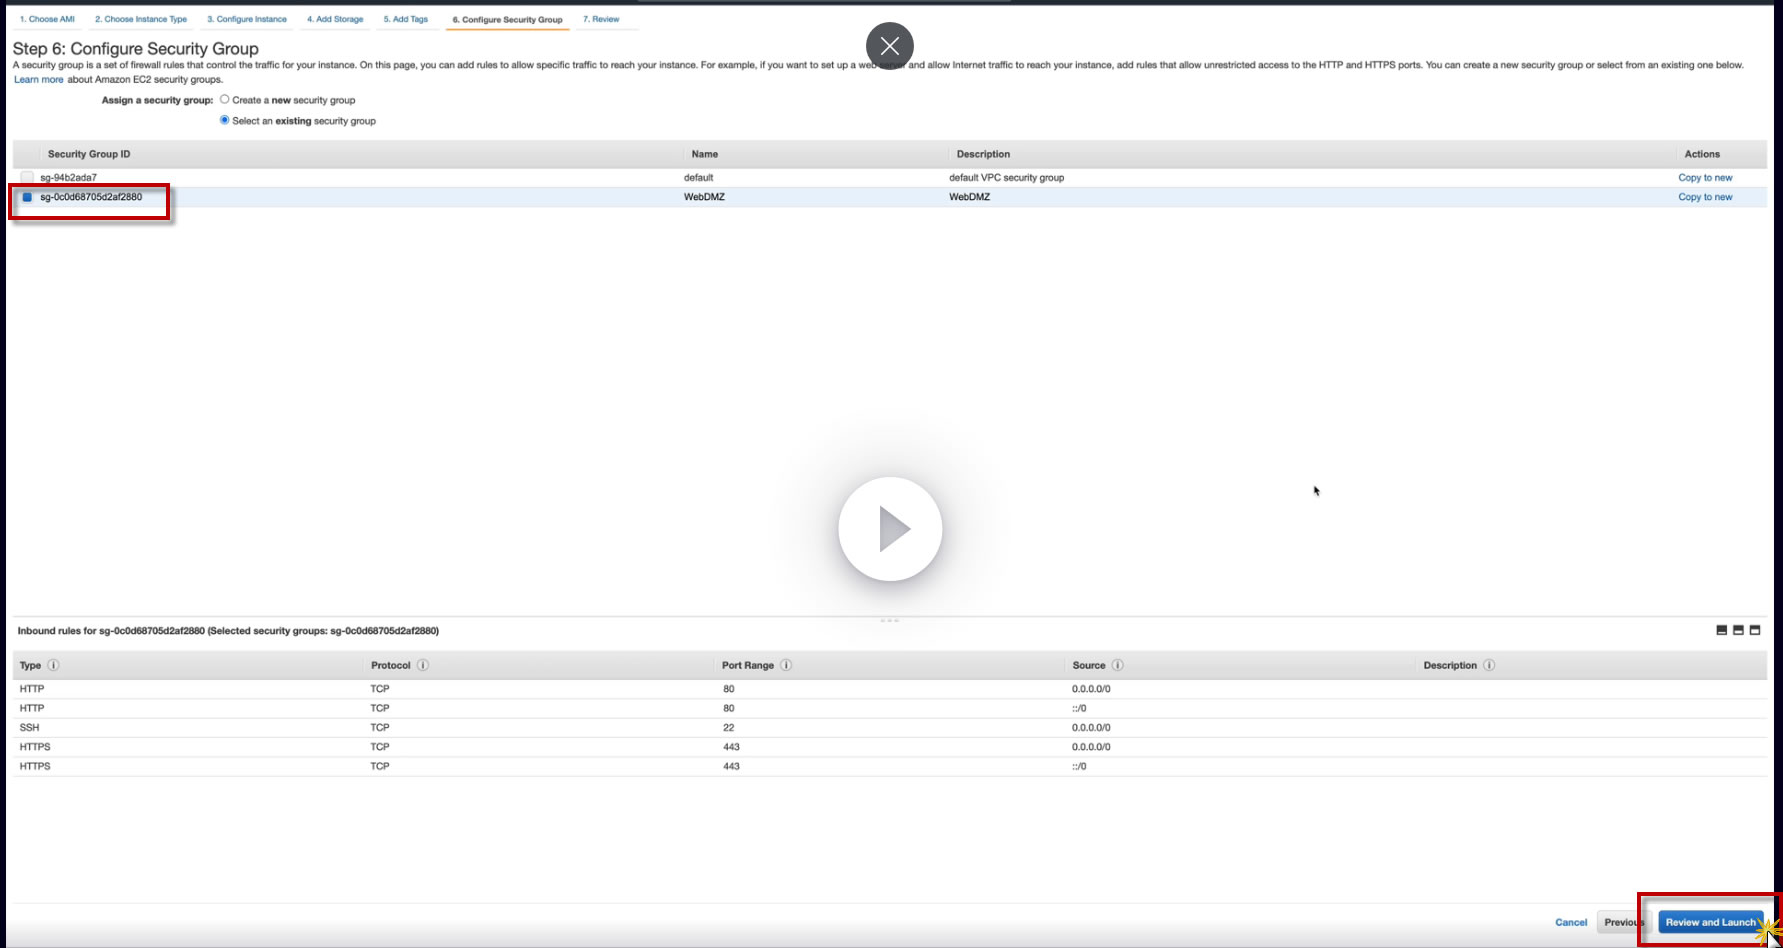 1. Choose AMI 2. Choose Instance Type 3. Configure Instance 4. Add Storage 5. Add Tags 6. Configure Security Group 7. Review
Step 6: Configure Security Group
A security group is a set of firewall rules that control the traffic for your instance. On this page, you can add rules to allow specific traffic to reach your instance. For example, if you want to set up a web and allow Internet traffic to reach your instance, add rules that allow unrestricted access to the HTTP and HTTPS ports. You can create a new security group or select from an existing one below.
Learn more about Amazon EC2 security groups.
Assign a security group: Create a new security group
Select an existing security group
Security Group ID Name Description Actions
sg-94b2ada7 default default VPC security group Copy to new
sg-0c0d68705d2af2880 WebDMZ WebDMZ Copy to new
Inbound rules for sg-0c0d68705d2af2880 (Selected security groups: sg-0c0d68705d2af2880)
Type Protocol Port Range Source Description
HTTP TCP 80 0.0.0.0/0
HTTP TCP 80 ::/0
SSH TCP 22 0.0.0.0/0
HTTPS TCP 443 0.0.0.0/0
HTTPS TCP 443 ::/0
Cancel Previous Review and Launch